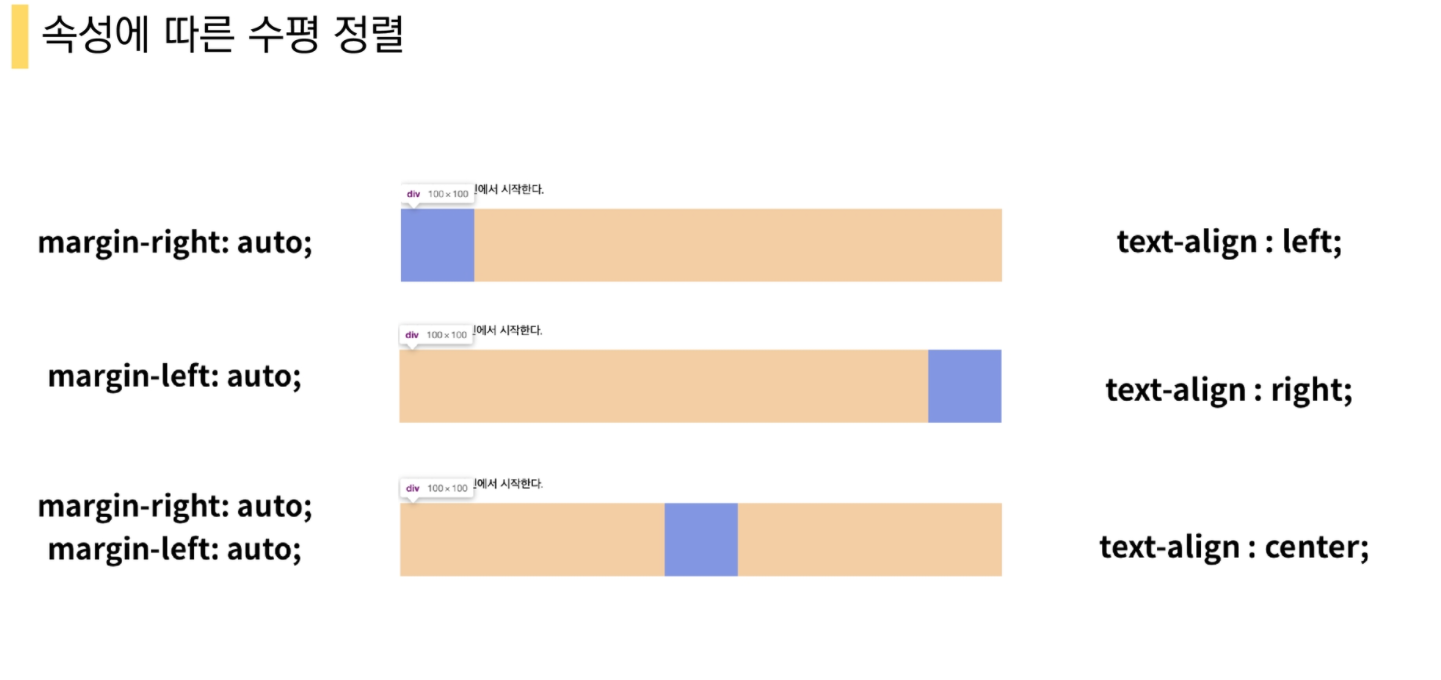 속성에 따른 수평 정렬
div 100×100
에서 시작한다.
margin-right: auto;
text-align : left;
div 100×100
에서 시작한다.
margin-left: auto;
text-align : right;
div 100×100
에서 시작한다.
margin-right: auto;
margin-left: auto;
text-align : center;